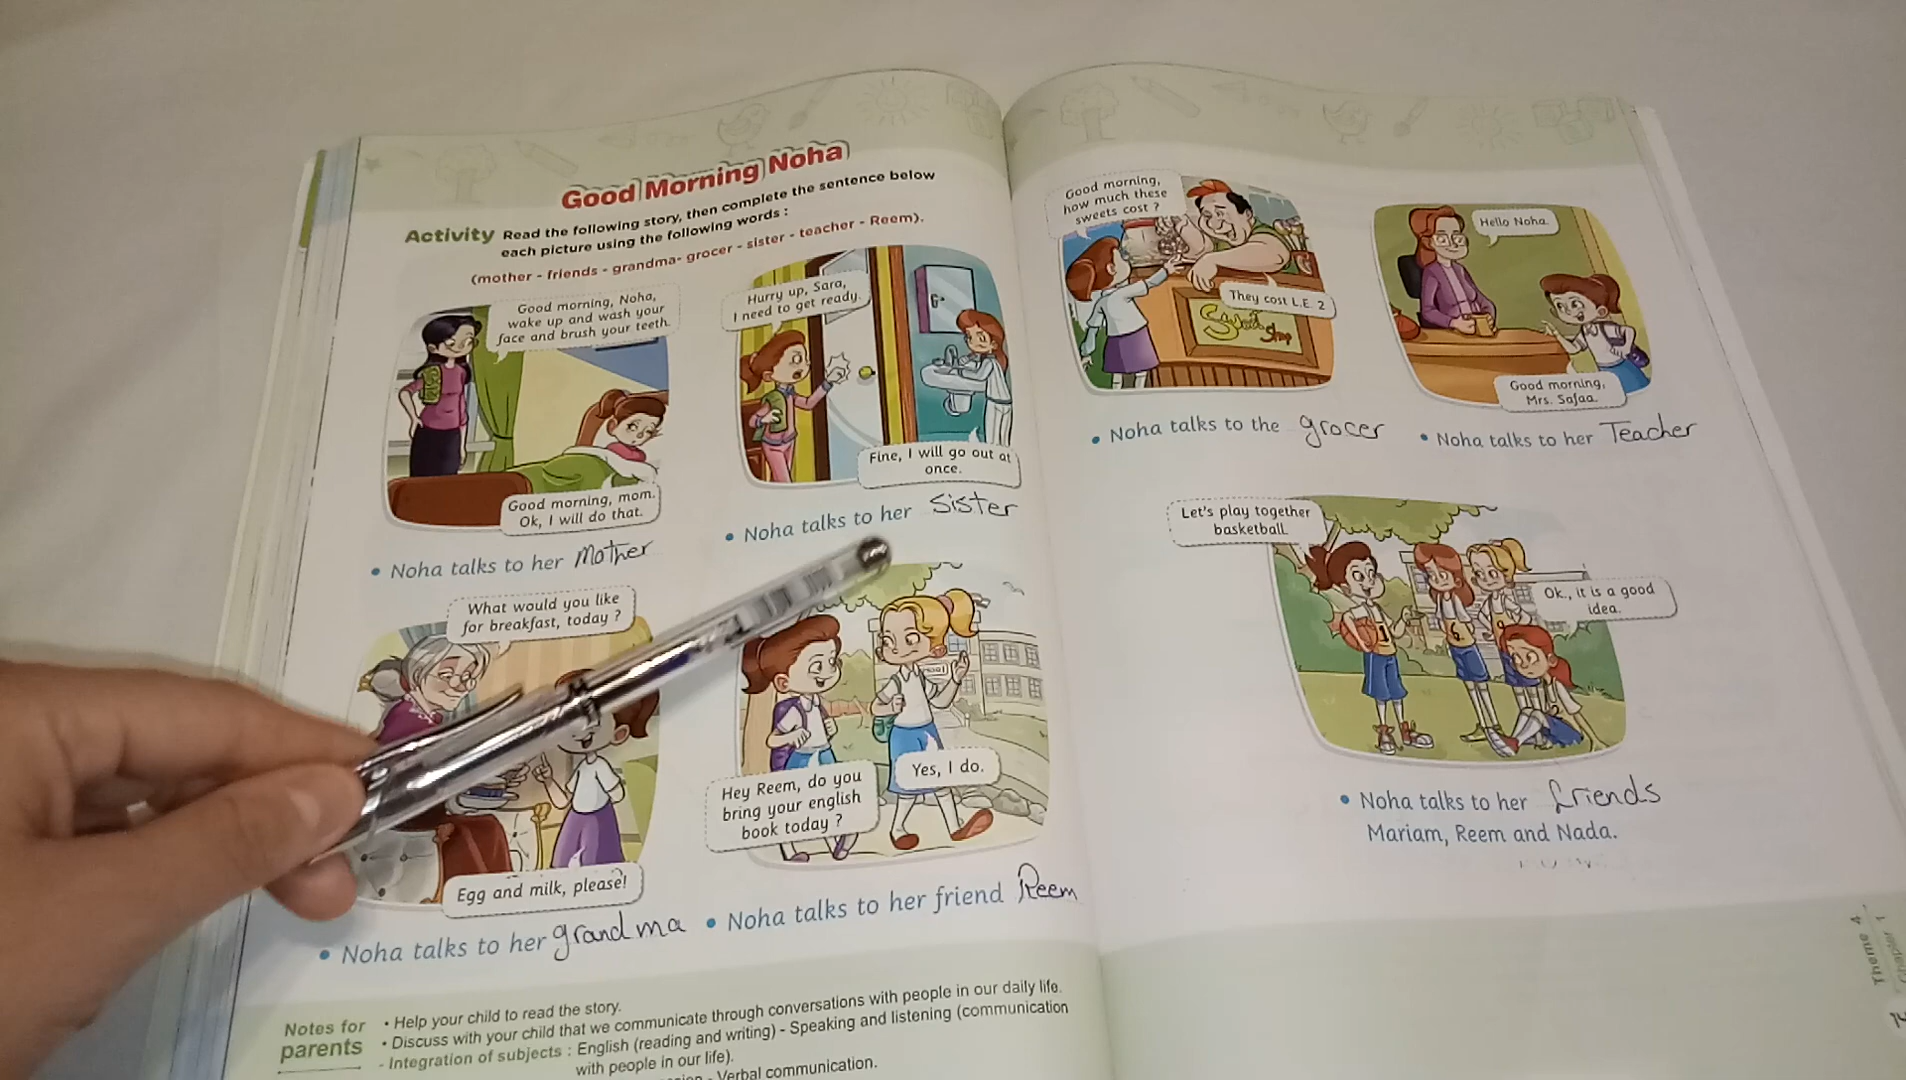 Good Morning Noha
Activity Read the following story, then complete the sentence below
each picture using the following words :
(mother - friends - grandma- grocer - sister - teacher - Reem).
Good morning, Noha,
wake up and wash your
face and brush your teeth.
Good morning, mom.
Ok, I will do that.
• Noha talks to her Mother
Hurry up, Sara,
I need to get ready.
Fine, I will go out at
once.
• Noha talks to her Sister
What would you like
for breakfast, today ?
Egg and milk, please!
• Noha talks to her grandma
Hey Reem, do you
bring your english
book today ?
Yes, I do.
• Noha talks to her friend Reem
Notes for
parents
• Help your child to read the story.
• Discuss with your child that we communicate through conversations with people in our daily life.
- Integration of subjects : English (reading and writing) - Speaking and listening (communication
with people in our life).
- Verbal communication.
Good morning,
how much these
sweets cost ?
They cost L.E. 2
Sweet
Shop
• Noha talks to the grocer
Hello Noha.
Good morning,
Mrs. Safaa.
• Noha talks to her Teacher
Let's play together
basketball.
Ok., it is a good
idea.
1
6
• Noha talks to her friends
Mariam, Reem and Nada.
Theme 4
Chapter 1